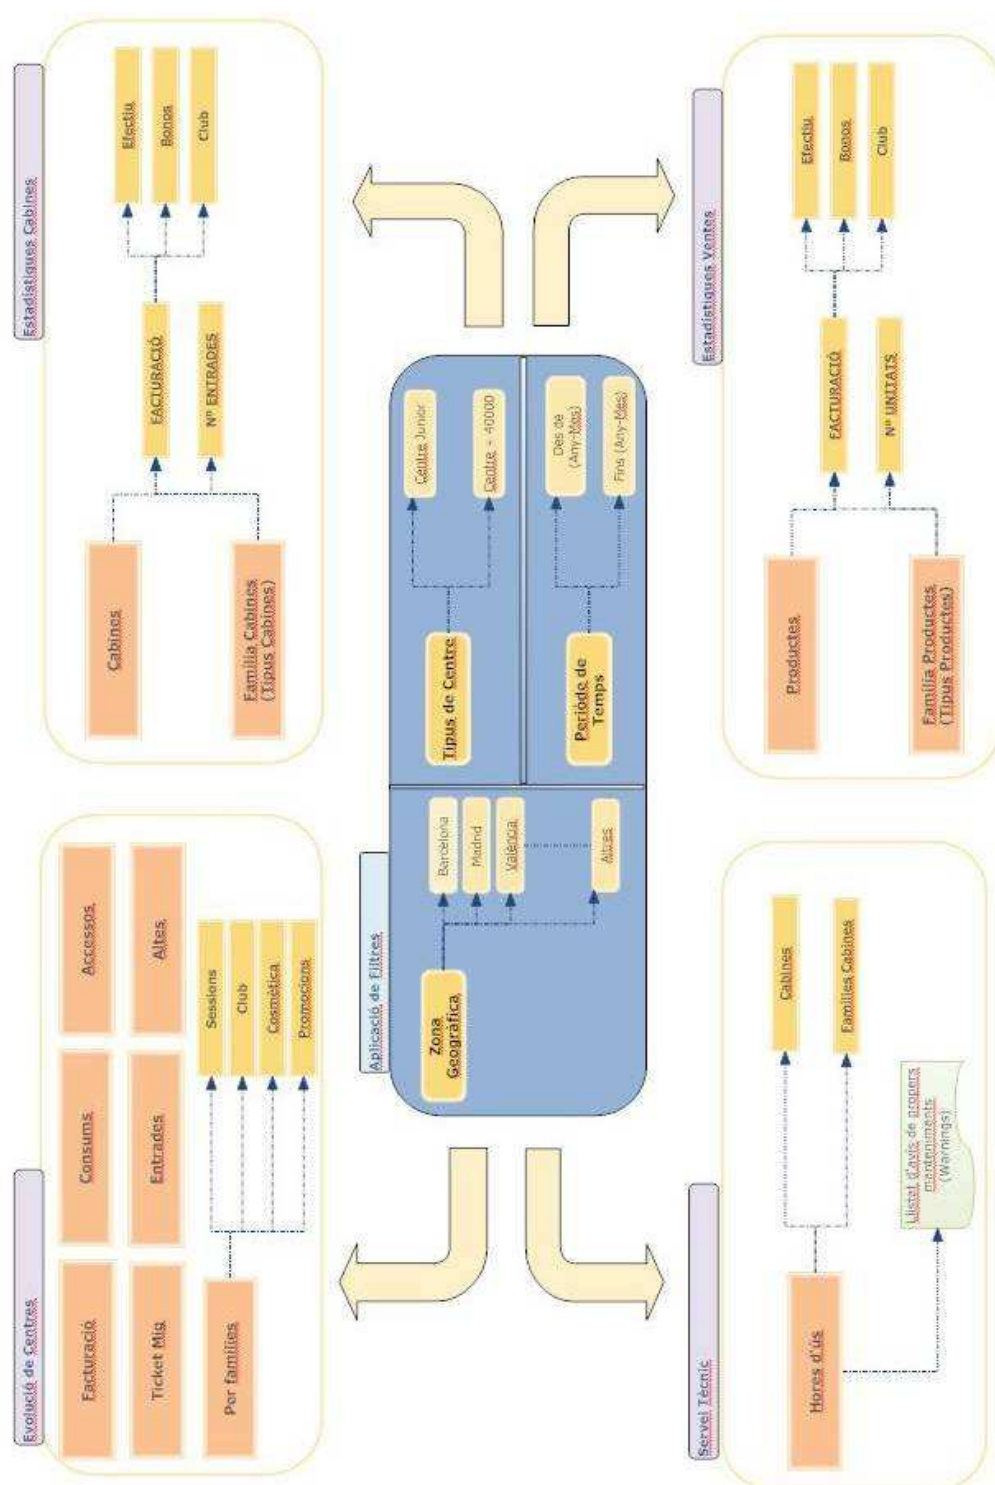 Evolució de Centres
Facturació
Consums
Accessos
Ticket Mig
Entrades
Altes
Per famílies
Sessions
Club
Cosmètica
Promocions
Estadístiques Cabines
Cabines
Família Cabines
(Tipus Cabines)
FACTURACIÓ
Nº ENTRADES
Efectiu
Bonos
Club
Aplicació de Filtres
Zona
Geogràfica
Barcelona
Madrid
València
Altres
Tipus de Centre
Centre Junior
Centre + 40000
Període de
Temps
Des de
(Any-Mes)
Fins (Any-Mes)
Servei Tècnic
Hores d'ús
Cabines
Famílies Cabines
Llistat d'avís de propers
manteniments
(Warnings)
Estadístiques Ventes
Productes
Família Productes
(Tipus Productes)
FACTURACIÓ
Nº UNITATS
Efectiu
Bonos
Club